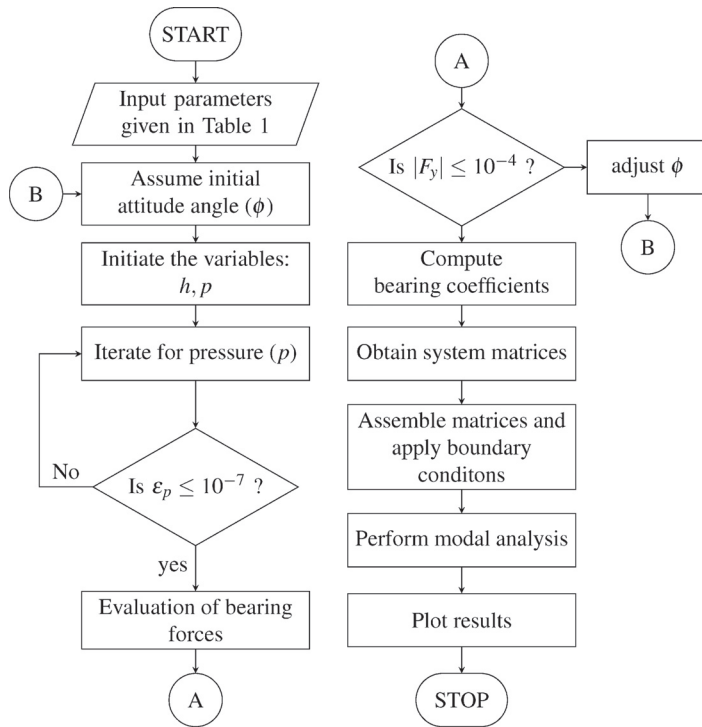 START
Input parameters
given in Table 1
B
Assume initial
attitude angle (ϕ)
Initiate the variables:
h, p
Iterate for pressure (p)
No
Is εₚ ≤ 10⁻⁷ ?
yes
Evaluation of bearing
forces
A
A
Is |F_y| ≤ 10⁻⁴ ?
adjust ϕ
B
Compute
bearing coefficients
Obtain system matrices
Assemble matrices and
apply boundary
conditons
Perform modal analysis
Plot results
STOP